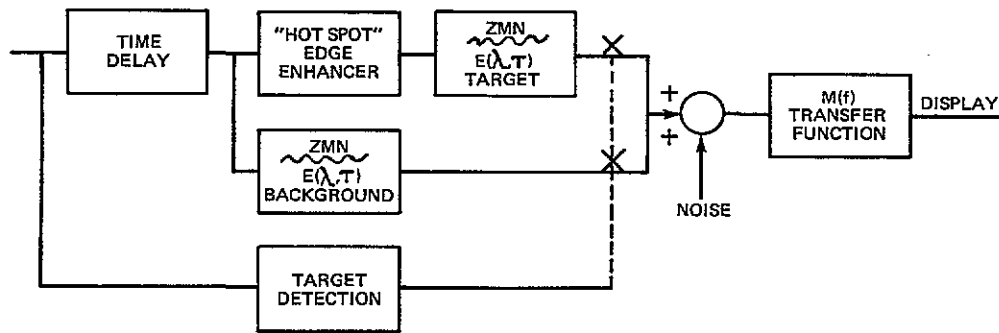 TIME
DELAY
"HOT SPOT"
EDGE
ENHANCER
ZMN
E(λ,T)
TARGET
ZMN
E(λ,T)
BACKGROUND
TARGET
DETECTION
+
+
NOISE
M(f)
TRANSFER
FUNCTION
DISPLAY